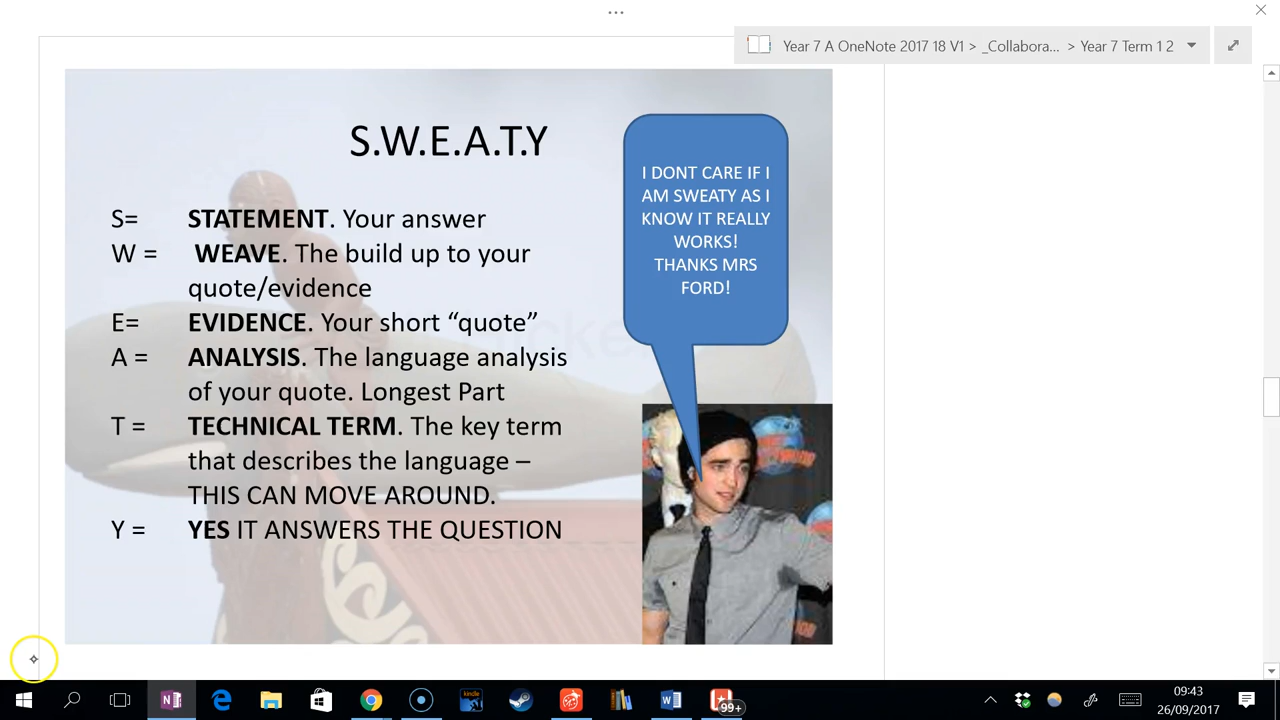 Year 7 A OneNote 2017 18 V1 > _Collabora... > Year 7 Term 1 2
S.W.E.A.T.Y
S= STATEMENT. Your answer
W = WEAVE. The build up to your
quote/evidence
E= EVIDENCE. Your short “quote”
A = ANALYSIS. The language analysis
of your quote. Longest Part
T = TECHNICAL TERM. The key term
that describes the language –
THIS CAN MOVE AROUND.
Y = YES IT ANSWERS THE QUESTION
I DONT CARE IF I
AM SWEATY AS I
KNOW IT REALLY
WORKS!
THANKS MRS
FORD!
kindle
99+
09:43
26/09/2017